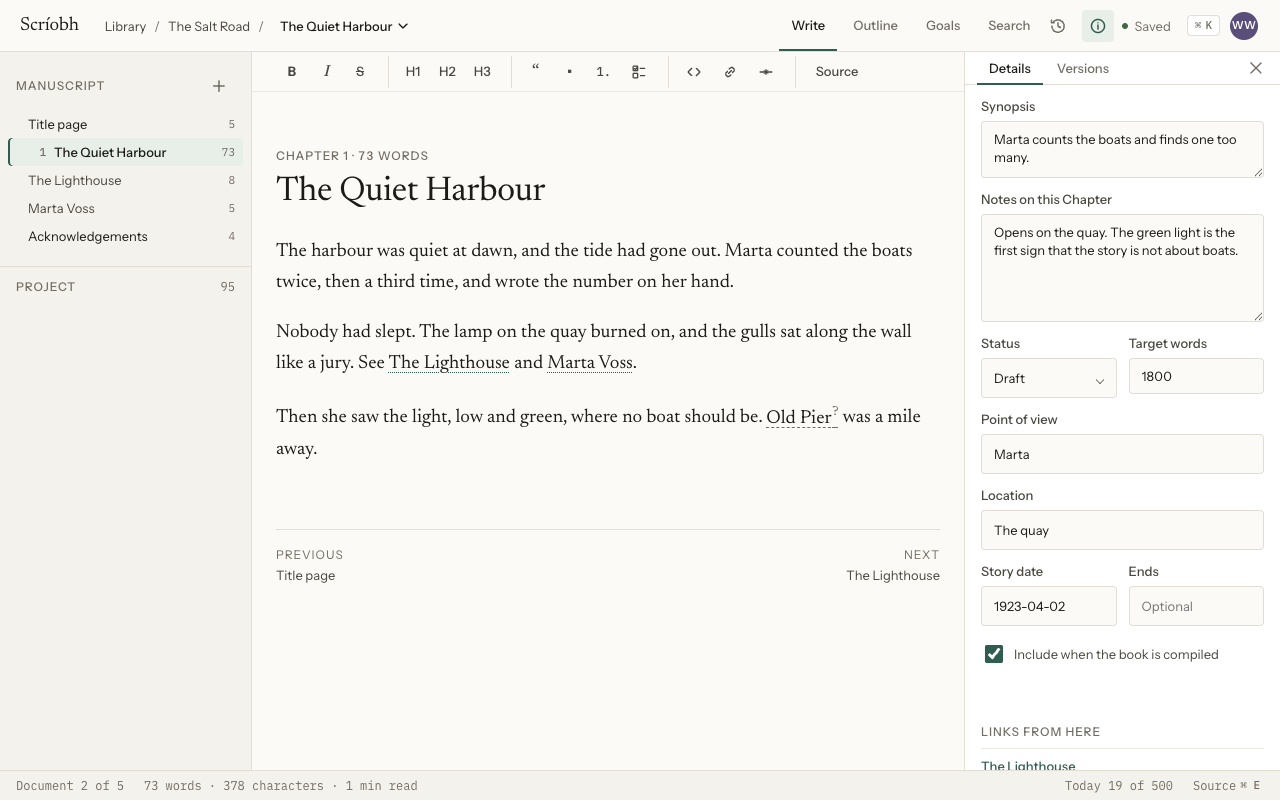 Scríobh
Library / The Salt Road / The Quiet Harbour
Write Outline Goals Search Saved ⌘ K WW
MANUSCRIPT
Title page 5
1 The Quiet Harbour 73
The Lighthouse 8
Marta Voss 5
Acknowledgements 4
PROJECT 95
B I S H1 H2 H3 “ 1. Source
CHAPTER 1 · 73 WORDS
The Quiet Harbour
The harbour was quiet at dawn, and the tide had gone out. Marta counted the boats
twice, then a third time, and wrote the number on her hand.
Nobody had slept. The lamp on the quay burned on, and the gulls sat along the wall
like a jury. See The Lighthouse and Marta Voss.
Then she saw the light, low and green, where no boat should be. Old Pier? was a mile
away.
PREVIOUS
Title page
NEXT
The Lighthouse
Details Versions
Synopsis
Marta counts the boats and finds one too
many.
Notes on this Chapter
Opens on the quay. The green light is the
first sign that the story is not about boats.
Status Target words
Draft 1800
Point of view
Marta
Location
The quay
Story date Ends
1923-04-02 Optional
Include when the book is compiled
LINKS FROM HERE
The Lighthouse
Document 2 of 5 73 words · 378 characters · 1 min read Today 19 of 500 Source ⌘ E